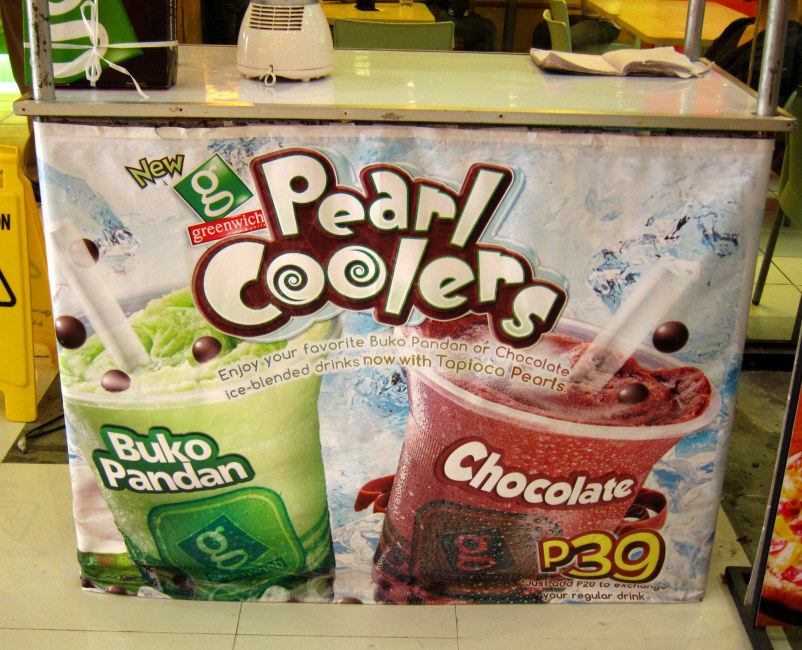 New
g
greenwich
Pearl
Coolers
Enjoy your favorite Buko Pandan or Chocolate
ice-blended drinks now with Tapioca Pearls.
Buko
Pandan
Chocolate
g
g
P39
Just add P20 to exchange
your regular drink
ON